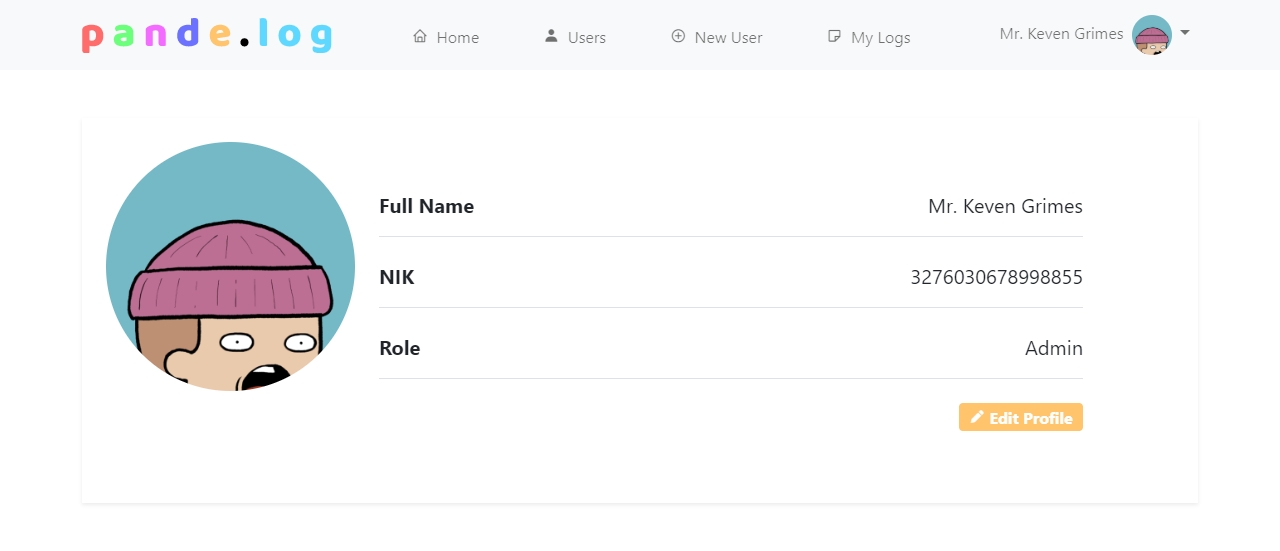 pande.log
Home
Users
New User
My Logs
Mr. Keven Grimes
Full Name Mr. Keven Grimes
NIK 3276030678998855
Role Admin
Edit Profile